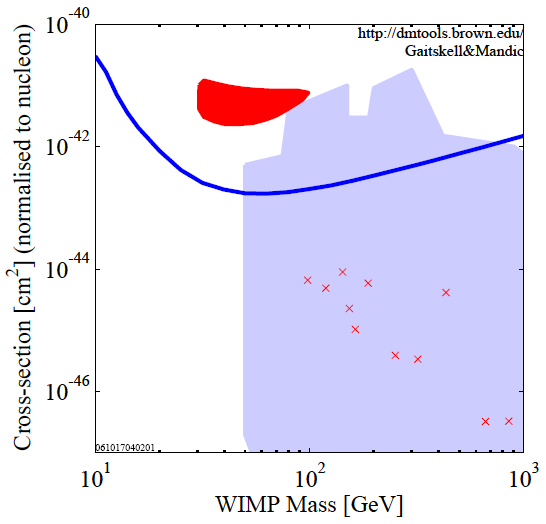 http://dmtools.brown.edu/
Gaitskell&Mandic
10^-40
10^-42
10^-44
10^-46
Cross-section [cm^2] (normalised to nucleon)
061017040201
10^1
10^2
10^3
WIMP Mass [GeV]